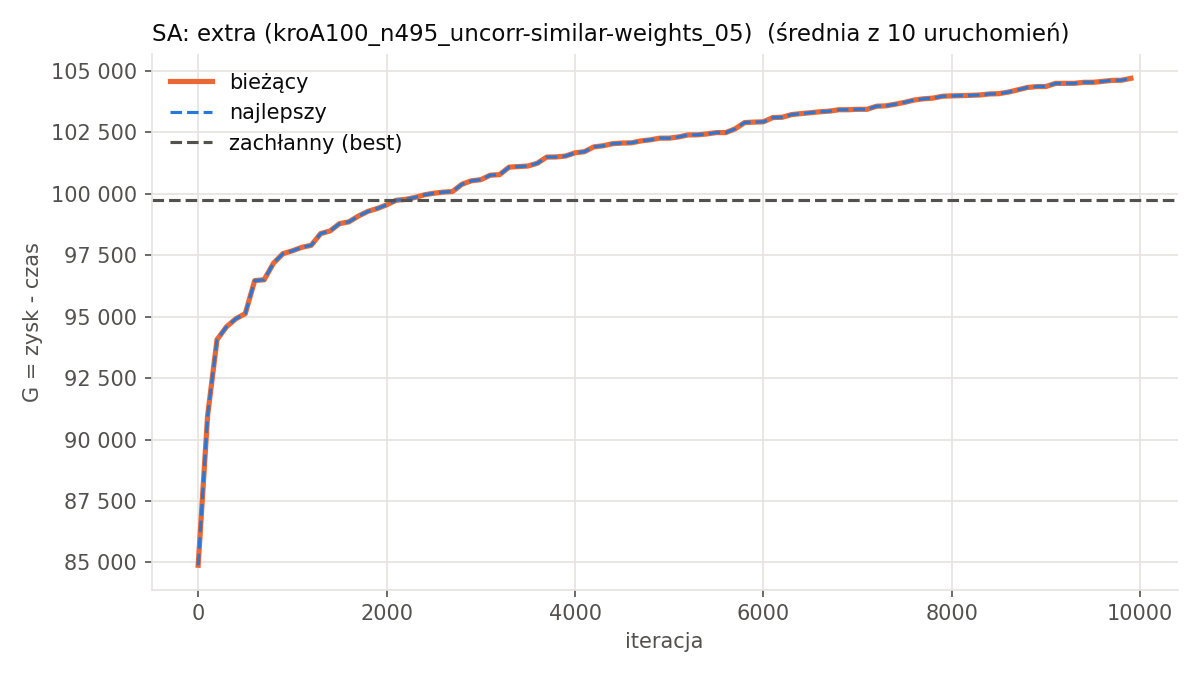 SA: extra (kroA100_n495_uncorr-similar-weights_05)  (średnia z 10 uruchomień)
bieżący
najlepszy
zachłanny (best)
G = zysk - czas
105 000
102 500
100 000
97 500
95 000
92 500
90 000
87 500
85 000
0 2000 4000 6000 8000 10000
iteracja